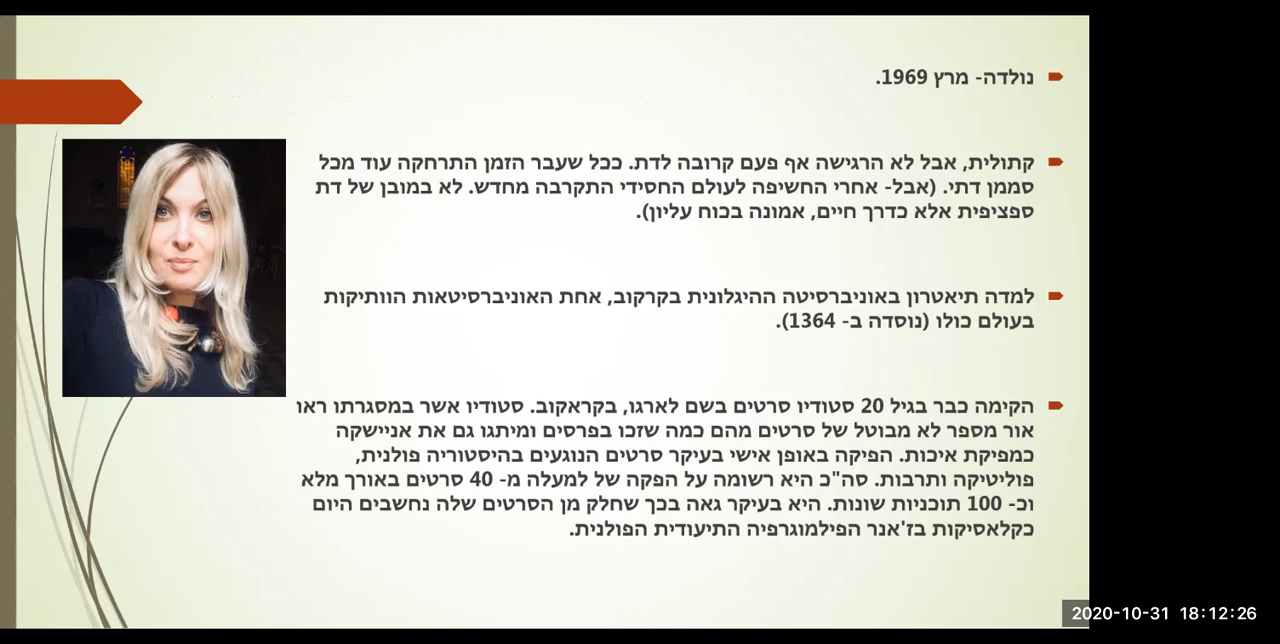 נולדה- מרץ 1969.
קתולית, אבל לא הרגישה אף פעם קרובה לדת. ככל שעבר הזמן התרחקה עוד מכל
סממן דתי. (אבל- אחרי החשיפה לעולם החסידי התקרבה מחדש. לא במובן של דת
ספציפית אלא כדרך חיים, אמונה בכוח עליון).
למדה תיאטרון באוניברסיטה ההיגלונית בקרקוב, אחת האוניברסיטאות הוותיקות
בעולם כולו (נוסדה ב- 1364).
הקימה כבר בגיל 20 סטודיו סרטים בשם לארגו, בקראקוב. סטודיו אשר במסגרתו ראו
אור מספר לא מבוטל של סרטים מהם כמה שזכו בפרסים ומיתגו גם את אניישקה
כמפיקת איכות. הפיקה באופן אישי בעיקר סרטים הנוגעים בהיסטוריה פולנית,
פוליטיקה ותרבות. סה"כ היא רשומה על הפקה של למעלה מ- 40 סרטים באורך מלא
וכ- 100 תוכניות שונות. היא בעיקר גאה בכך שחלק מן הסרטים שלה נחשבים היום
כקלאסיקות בז'אנר הפילמוגרפיה התיעודית הפולנית.
2020-10-31 18:12:26